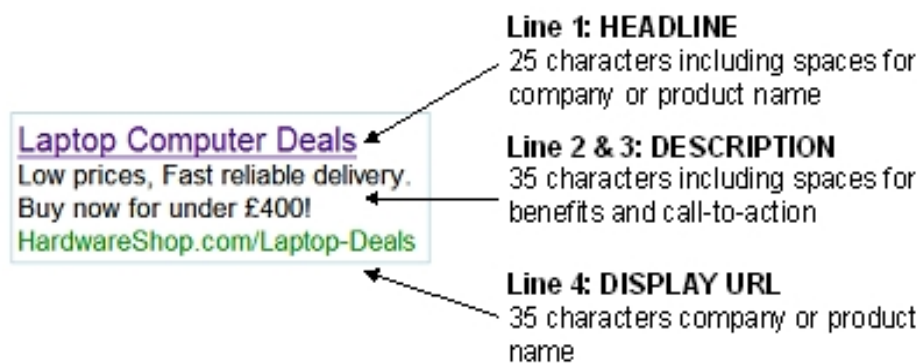 Laptop Computer Deals
Low prices, Fast reliable delivery.
Buy now for under £400!
HardwareShop.com/Laptop-Deals
Line 1: HEADLINE
25 characters including spaces for
company or product name
Line 2 & 3: DESCRIPTION
35 characters including spaces for
benefits and call-to-action
Line 4: DISPLAY URL
35 characters company or product
name